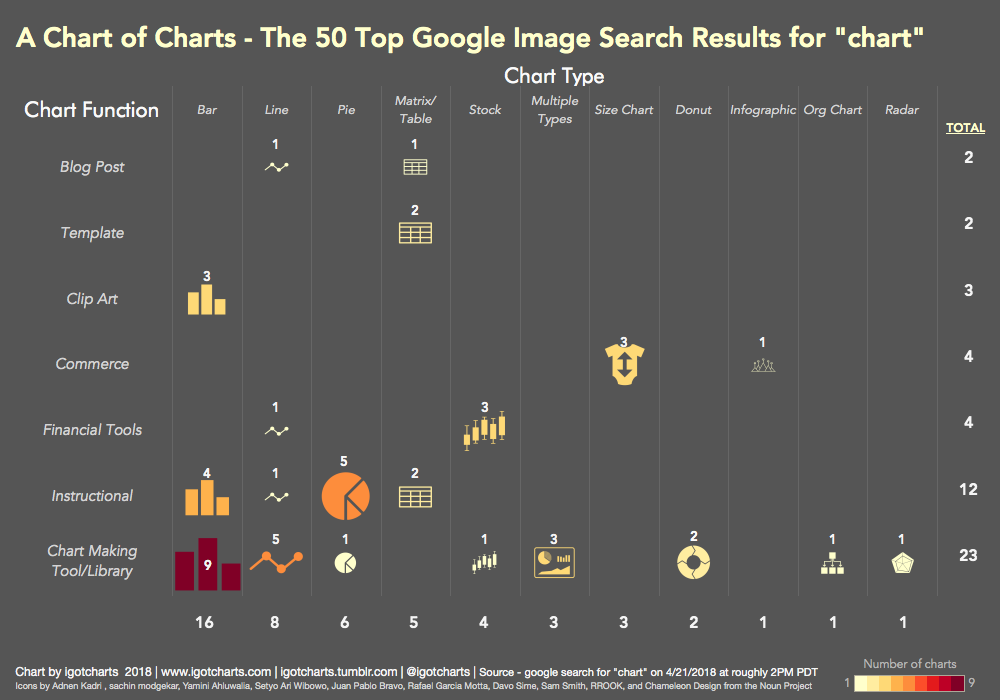 A Chart of Charts - The 50 Top Google Image Search Results for "chart"
Chart Type
Chart Function
Bar
Line
Pie
Matrix/
Table
Stock
Multiple
Types
Size Chart
Donut
Infographic
Org Chart
Radar
TOTAL
Blog Post
1
1
2
Template
2
2
Clip Art
3
3
Commerce
3
1
4
Financial Tools
1
3
4
Instructional
4
1
5
2
12
Chart Making
Tool/Library
9
5
1
1
3
2
1
1
23
16
8
6
5
4
3
3
2
1
1
1
Chart by igotcharts 2018 | www.igotcharts.com | igotcharts.tumblr.com | @igotcharts | Source - google search for "chart" on 4/21/2018 at roughly 2PM PDT
Icons by Adnen Kadri , sachin modgekar, Yamini Ahluwalia, Setyo Ari Wibowo, Juan Pablo Bravo, Rafael Garcia Motta, Davo Sime, Sam Smith, RROOK, and Chameleon Design from the Noun Project
Number of charts
1
9